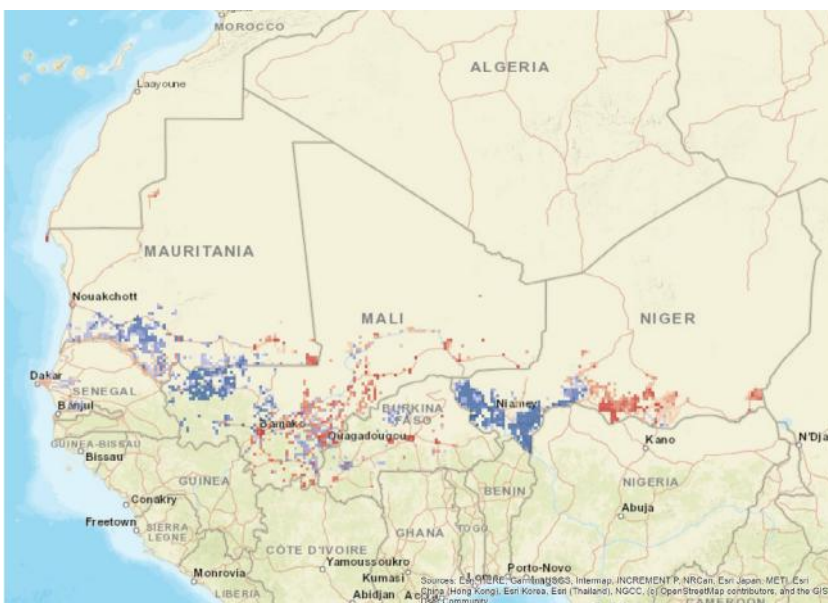 MOROCCO
ALGERIA
Laayoune
MAURITANIA
Nouakchott
MALI
NIGER
Dakar
SENEGAL
Banjul
Bamako
BURKINA
FASO
Niamey
Ouagadougou
GUINEA-BISSAU
Bissau
Kano
N'Dja
GUINEA
NIGERIA
BENIN
Conakry
Abuja
Freetown
SIERRA
LEONE
GHANA
TOGO
CÔTE D'IVOIRE
Yamoussoukro
Kumasi
Porto-Novo
Monrovia
LIBERIA
Abidjan
CAMEROON
Sources: Esri, HERE, Garmin, USGS, Intermap, INCREMENT P, NRCan, Esri Japan, METI, Esri
China (Hong Kong), Esri Korea, Esri (Thailand), NGCC, (c) OpenStreetMap contributors, and the GIS
User Community